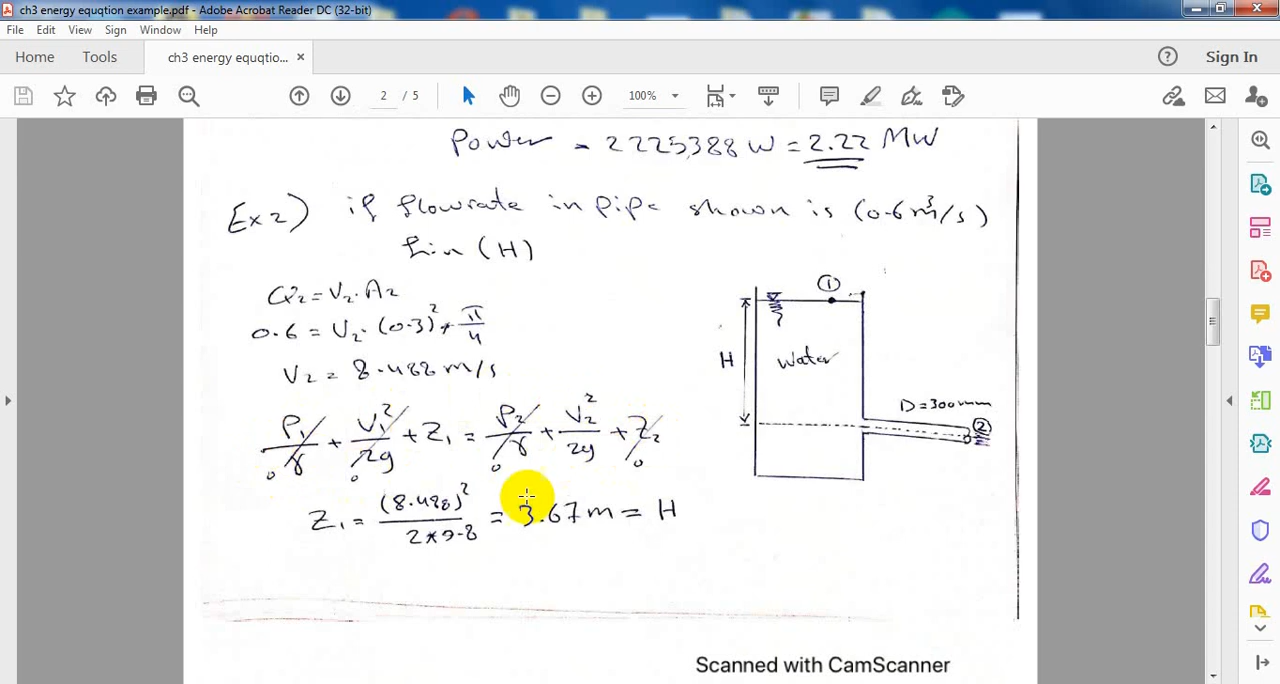 ch3 energy equqtion example.pdf - Adobe Acrobat Reader DC (32-bit)
File Edit View Sign Window Help
Home Tools ch3 energy equqtio... × Sign In
2 / 5 100%
Power = 2225388 W = 2.22 MW
Ex2) if flowrate in pipe shown is (0.6 m³/s)
fin (H)
Q2 = V2 . A2
0.6 = V2 . (0.3)² * π/4
V2 = 8.488 m/s
P1/γ + V1²/2g + Z1 = P2/γ + V2²/2g + Z2
0 0 0 0
Z1 = (8.488)² / 2*9.8 = 3.67 m = H
1
H
water
D = 300 mm
2
Scanned with CamScanner